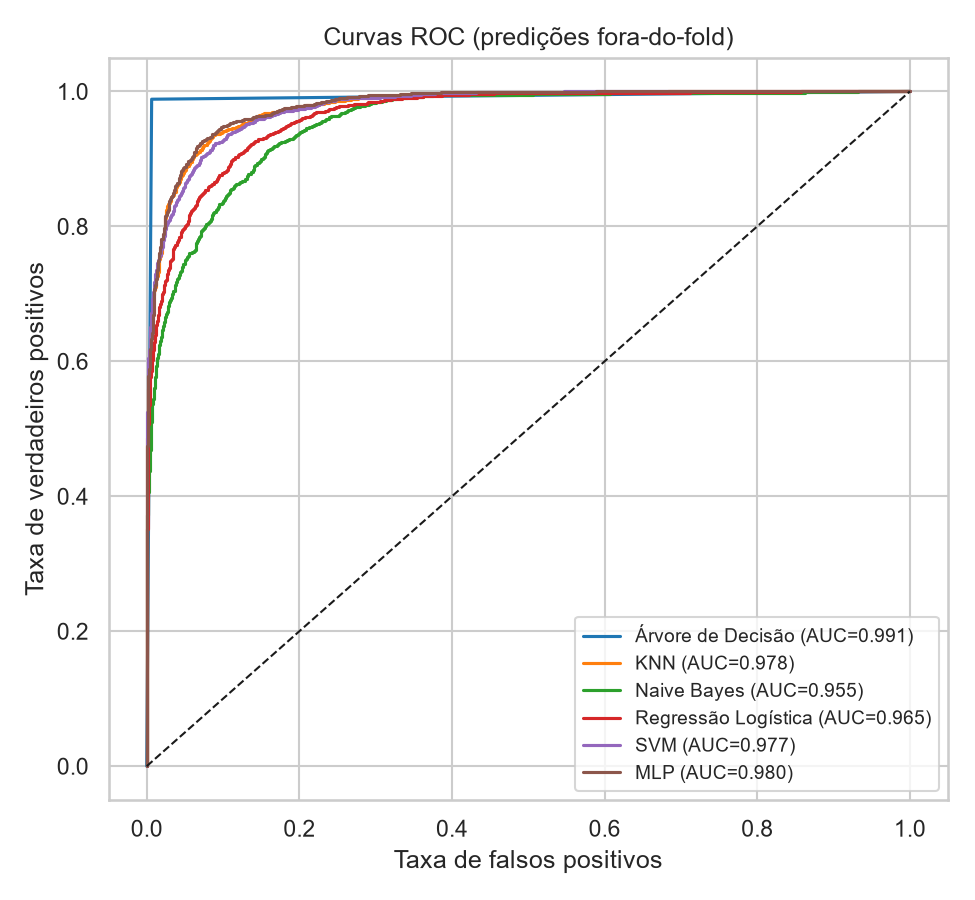 Curvas ROC (predições fora-do-fold)
1.0
0.8
0.6
0.4
0.2
0.0
Taxa de verdadeiros positivos
Árvore de Decisão (AUC=0.991)
KNN (AUC=0.978)
Naive Bayes (AUC=0.955)
Regressão Logística (AUC=0.965)
SVM (AUC=0.977)
MLP (AUC=0.980)
0.0 0.2 0.4 0.6 0.8 1.0
Taxa de falsos positivos